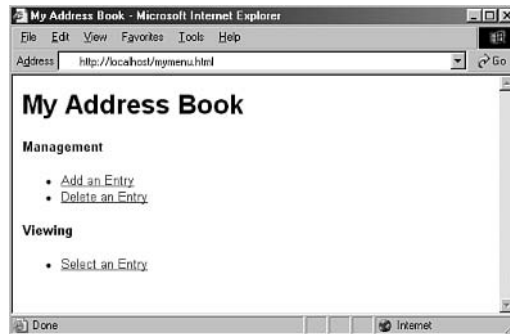 My Address Book - Microsoft Internet Explorer
File Edit View Favorites Tools Help
Address http://localhost/mymenu.html Go
My Address Book
Management
Add an Entry
Delete an Entry
Viewing
Select an Entry
Done Internet